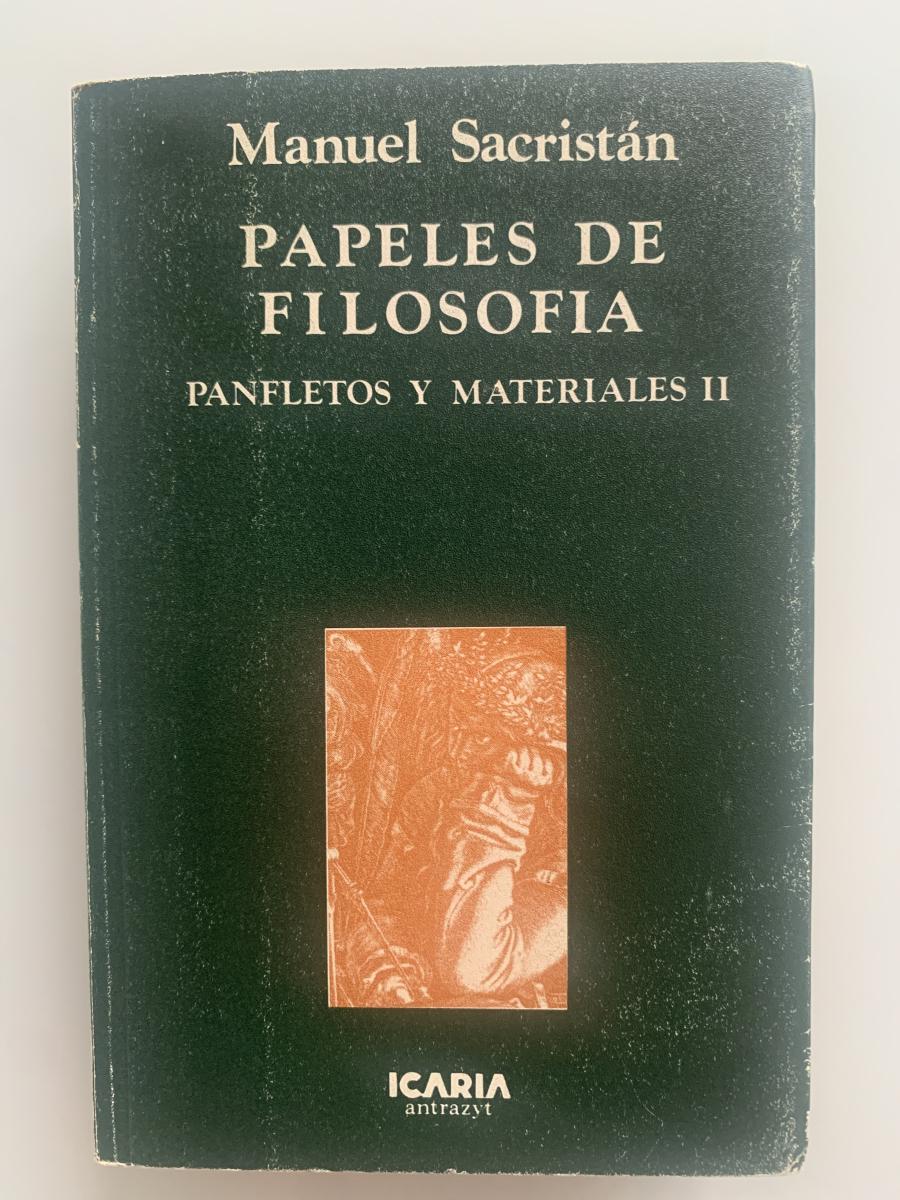 Manuel Sacristán
PAPELES DE
FILOSOFIA
PANFLETOS Y MATERIALES II
ICARIA
antrazyt